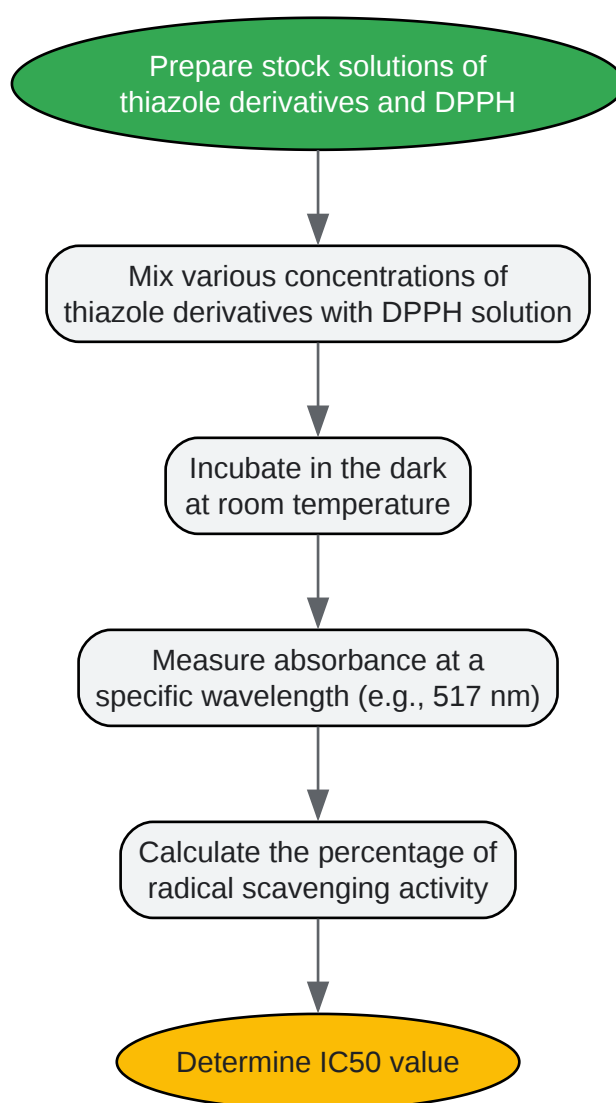 Prepare stock solutions of
thiazole derivatives and DPPH
Mix various concentrations of
thiazole derivatives with DPPH solution
Incubate in the dark
at room temperature
Measure absorbance at a
specific wavelength (e.g., 517 nm)
Calculate the percentage of
radical scavenging activity
Determine IC50 value